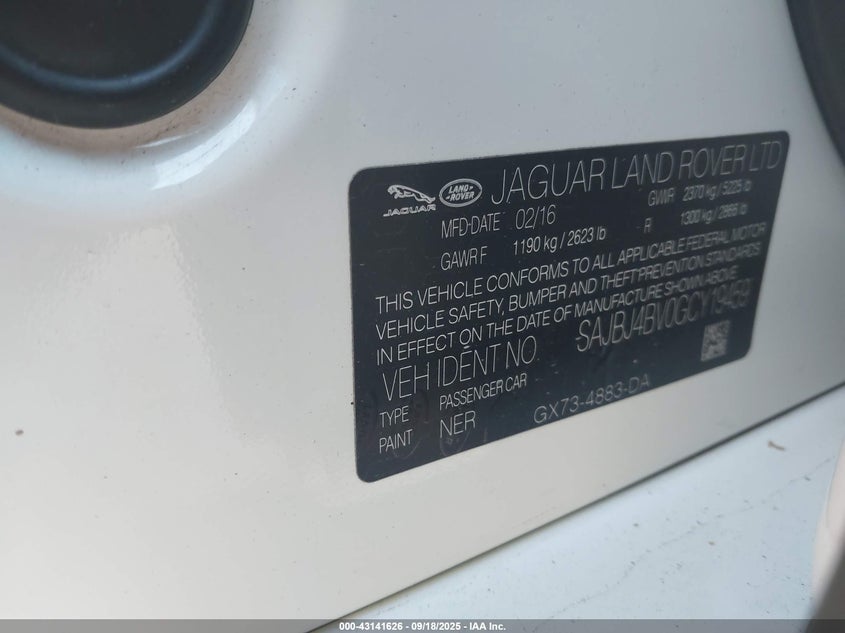 JAGUAR LAND-ROVER JAGUAR LAND ROVER LTD
MFD-DATE 02/16 GWR 2370 kg / 5225 lb
GAWR F 1190 kg / 2623 lb R 1300 kg / 2866 lb
THIS VEHICLE CONFORMS TO ALL APPLICABLE FEDERAL MOTOR
VEHICLE SAFETY, BUMPER AND THEFT PREVENTION STANDARDS
IN EFFECT ON THE DATE OF MANUFACTURE SHOWN ABOVE
VEH IDENT NO. SAJBJ4BV0GCY19459
TYPE PASSENGER CAR
PAINT NER GX73-4883-DA
000-43141626 - 09/18/2025 - IAA Inc.